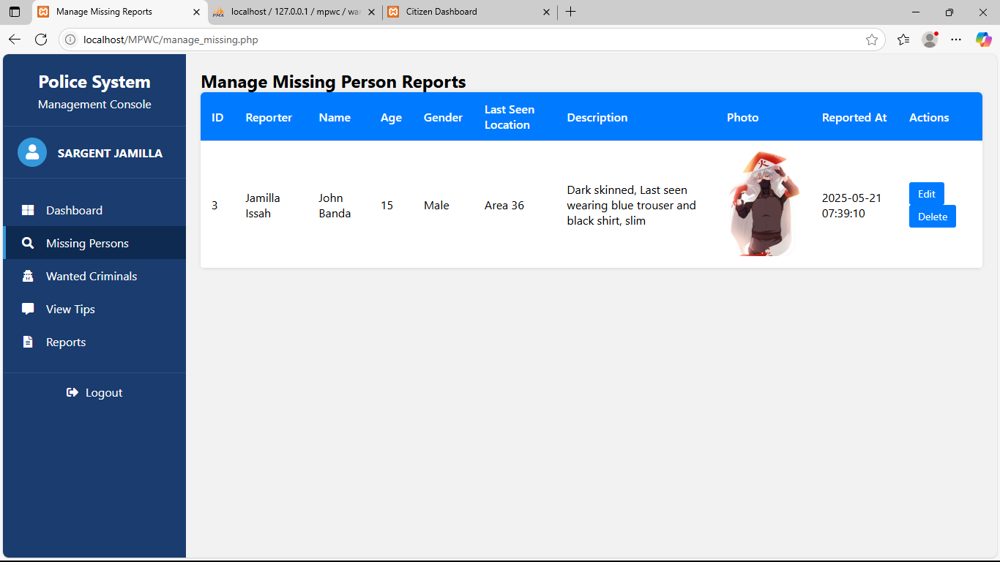 Manage Missing Reports
localhost / 127.0.0.1 / mpwc / wan
Citizen Dashboard
localhost/MPWC/manage_missing.php
Police System
Management Console
SARGENT JAMILLA
Dashboard
Missing Persons
Wanted Criminals
View Tips
Reports
Logout
Manage Missing Person Reports
ID Reporter Name Age Gender Last Seen Location Description Photo Reported At Actions
3 Jamilla Issah John Banda 15 Male Area 36
Dark skinned, Last seen
wearing blue trouser and
black shirt, slim
火
2025-05-21
07:39:10
Edit
Delete